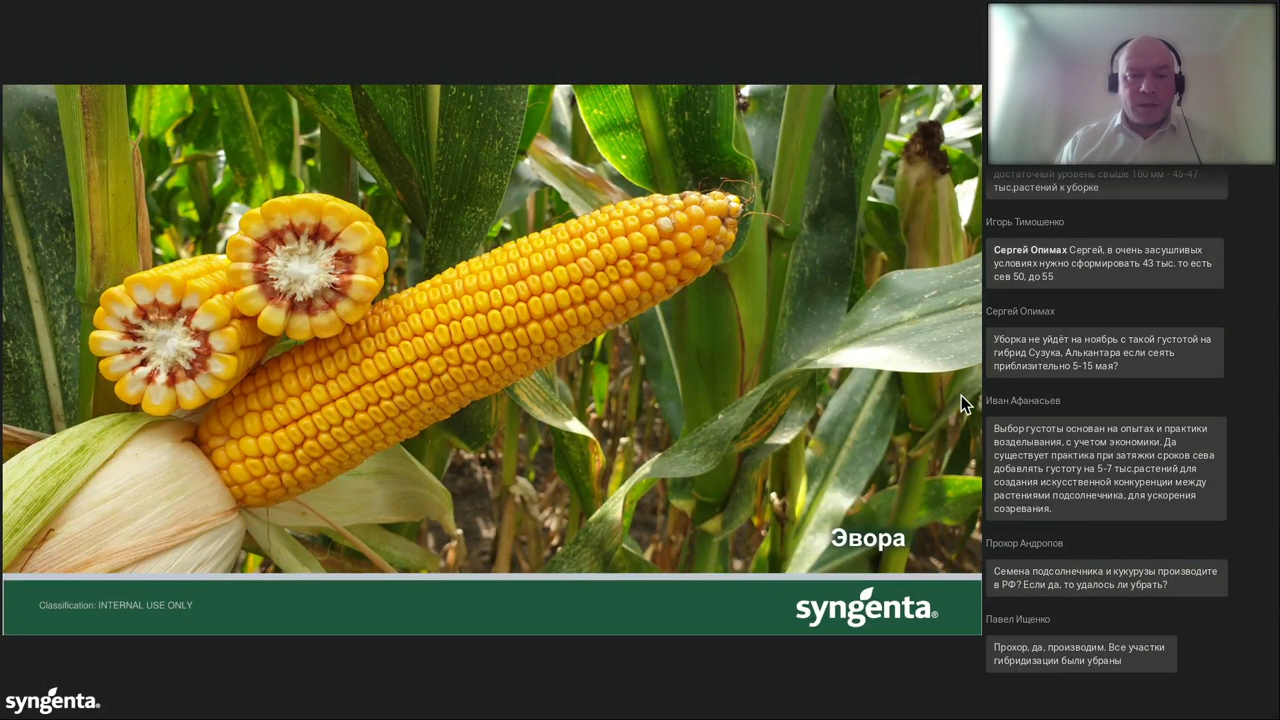 Эвора
Classification: INTERNAL USE ONLY
syngenta®
syngenta®
достаточный уровень свыше 160 мм - 45-47
тыс.растений к уборке
Игорь Тимошенко
Сергей Опимах Сергей, в очень засушливых
условиях нужно сформировать 43 тыс. то есть
сев 50, до 55
Сергей Опимах
Уборка не уйдёт на ноябрь с такой густотой на
гибрид Сузука, Алькантара если сеять
приблизительно 5-15 мая?
Иван Афанасьев
Выбор густоты основан на опытах и практики
возделывания, с учетом экономики. Да
существует практика при затяжки сроков сева
добавлять густоту на 5-7 тыс.растений для
создания искусственной конкуренции между
растениями подсолнечника, для ускорения
созревания.
Прохор Андропов
Семена подсолнечника и кукурузы производите
в РФ? Если да, то удалось ли убрать?
Павел Ищенко
Прохор, да, производим. Все участки
гибридизации были убраны